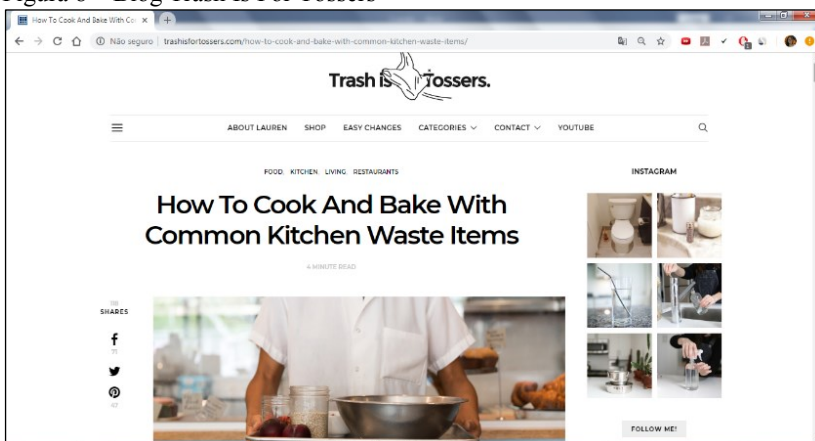 Figura 6 – Blog Trash Is For Tossers
How To Cook And Bake With Co
Não seguro | trashisfortossers.com/how-to-cook-and-bake-with-common-kitchen-waste-items/
Trash is Tossers.
ABOUT LAUREN SHOP EASY CHANGES CATEGORIES CONTACT YOUTUBE
FOOD KITCHEN LIVING RESTAURANTS
INSTAGRAM
How To Cook And Bake With
Common Kitchen Waste Items
4 MINUTE READ
SHARES
FOLLOW ME!